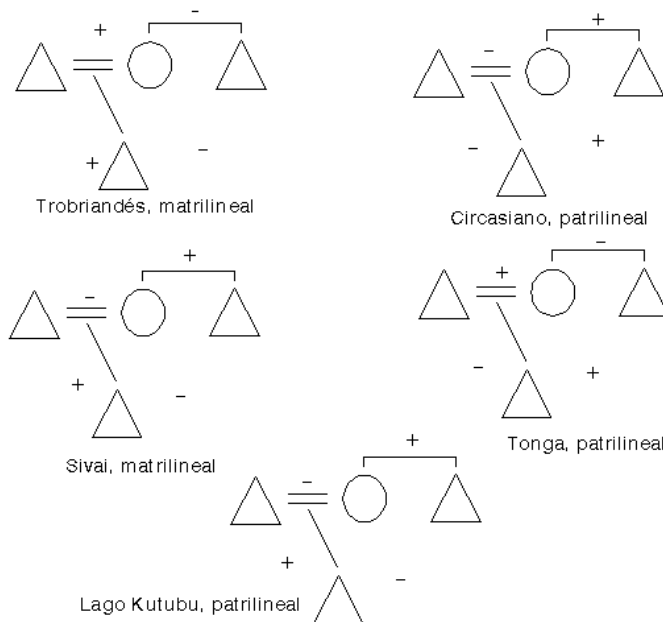 + -
+ -
Trobriandés, matrilineal
- +
- +
Circasiano, patrilineal
- +
+ -
Sivai, matrilineal
+ -
- +
Tonga, patrilineal
- +
+ -
Lago Kutubu, patrilineal